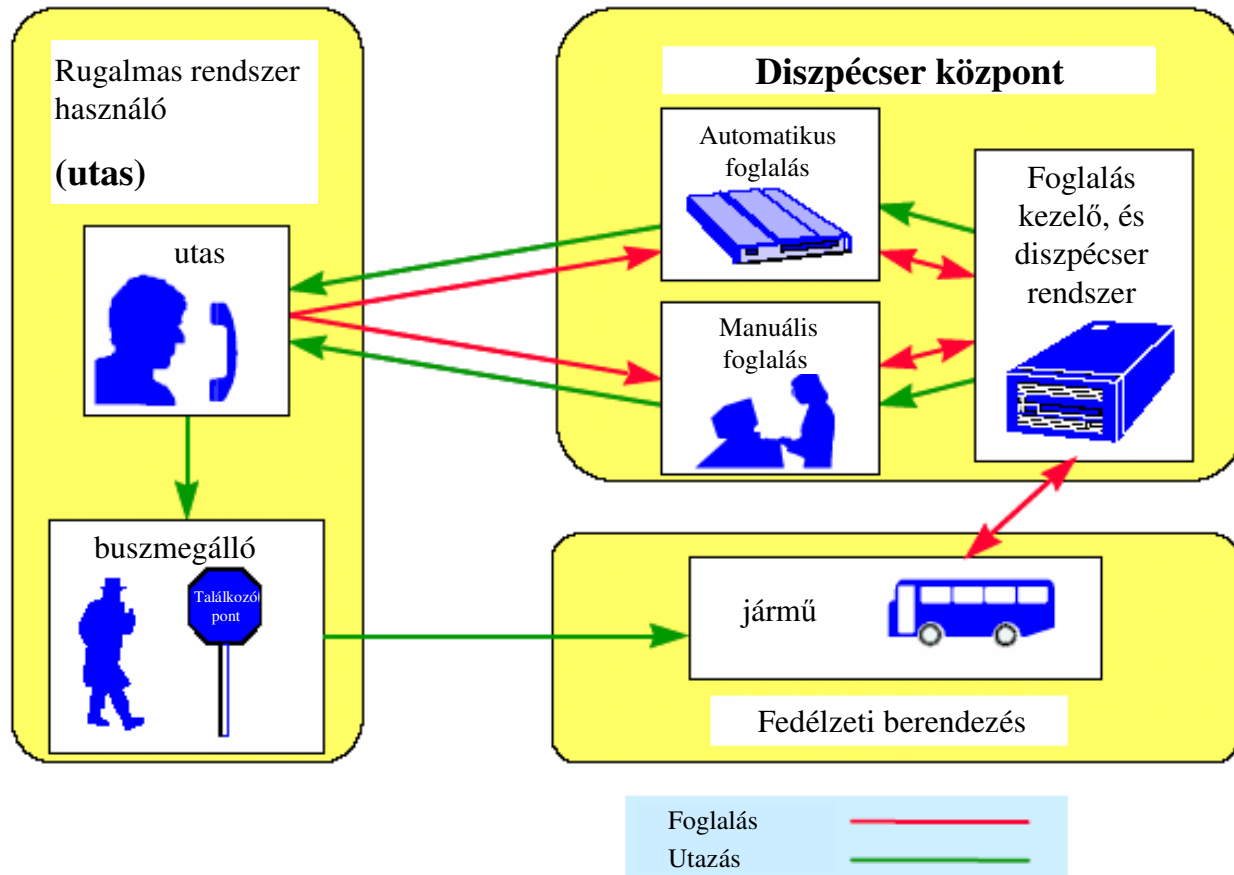 Rugalmas rendszer
használó
(utas)
utas
buszmegálló
Találkozó
pont
Diszpécser központ
Automatikus
foglalás
Manuális
foglalás
Foglalás
kezelő, és
diszpécser
rendszer
jármű
Fedélzeti berendezés
Foglalás
Utazás